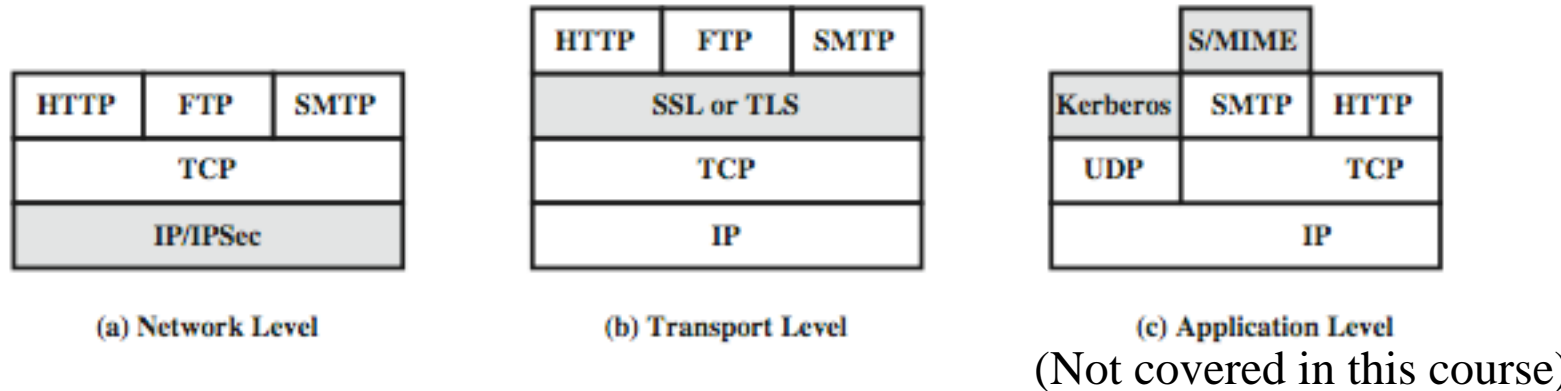 HTTP FTP SMTP
TCP
IP/IPSec
(a) Network Level
HTTP FTP SMTP
SSL or TLS
TCP
IP
(b) Transport Level
S/MIME
Kerberos SMTP HTTP
UDP TCP
IP
(c) Application Level
(Not covered in this course)